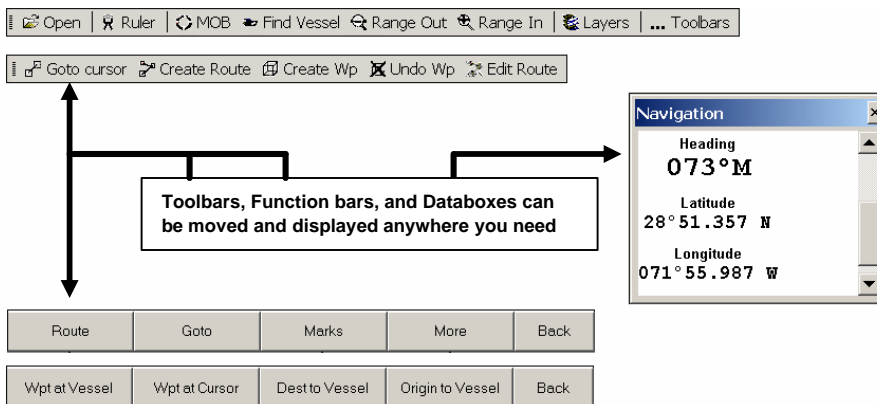 Open Ruler MOB Find Vessel Range Out Range In Layers ... Toolbars
Goto cursor Create Route Create Wp Undo Wp Edit Route
Navigation
Heading
073°M
Latitude
28°51.357 N
Longitude
071°55.987 W
Toolbars, Function bars, and Databoxes can
be moved and displayed anywhere you need
Route Goto Marks More Back
Wpt at Vessel Wpt at Cursor Dest to Vessel Origin to Vessel Back